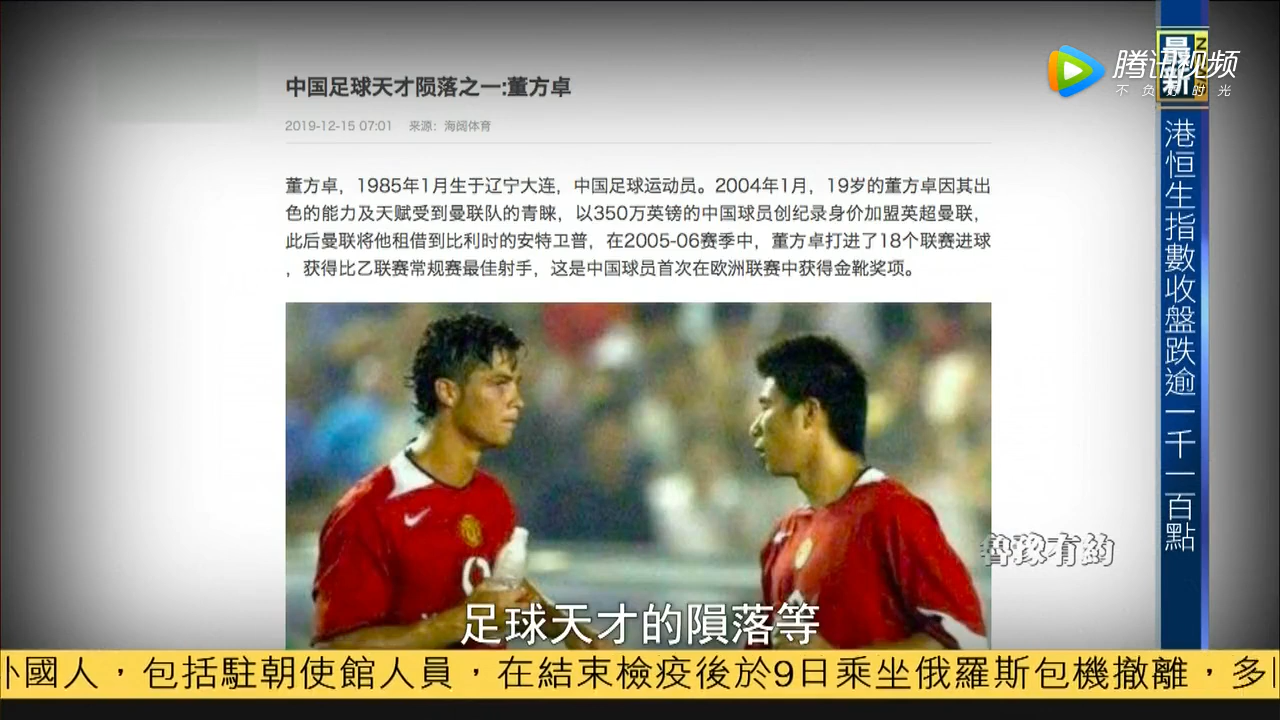 中国足球天才陨落之一:董方卓
2019-12-15 07:01 来源：海阔体育
董方卓，1985年1月生于辽宁大连，中国足球运动员。2004年1月，19岁的董方卓因其出
色的能力及天赋受到曼联队的青睐，以350万英镑的中国球员创纪录身价加盟英超曼联，
此后曼联将他租借到比利时的安特卫普，在2005-06赛季中，董方卓打进了18个联赛进球
，获得比乙联赛常规赛最佳射手，这是中国球员首次在欧洲联赛中获得金靴奖项。
腾讯视频
不负好时光
最新
港恒生指數收盤跌逾一千一百點
魯豫有約
足球天才的隕落等
外國人，包括駐朝使館人員，在結束檢疫後於9日乘坐俄羅斯包機撤離，多